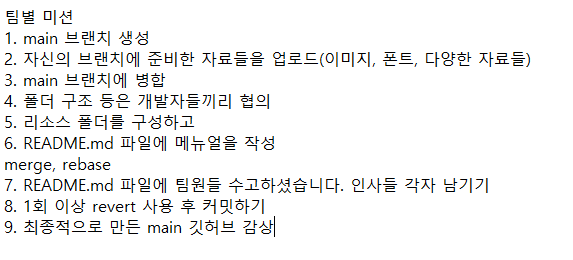 팀별 미션
1. main 브랜치 생성
2. 자신의 브랜치에 준비한 자료들을 업로드(이미지, 폰트, 다양한 자료들)
3. main 브랜치에 병합
4. 폴더 구조 등은 개발자들끼리 협의
5. 리소스 폴더를 구성하고
6. README.md 파일에 메뉴얼을 작성
merge, rebase
7. README.md 파일에 팀원들 수고하셨습니다. 인사들 각자 남기기
8. 1회 이상 revert 사용 후 커밋하기
9. 최종적으로 만든 main 깃허브 감상